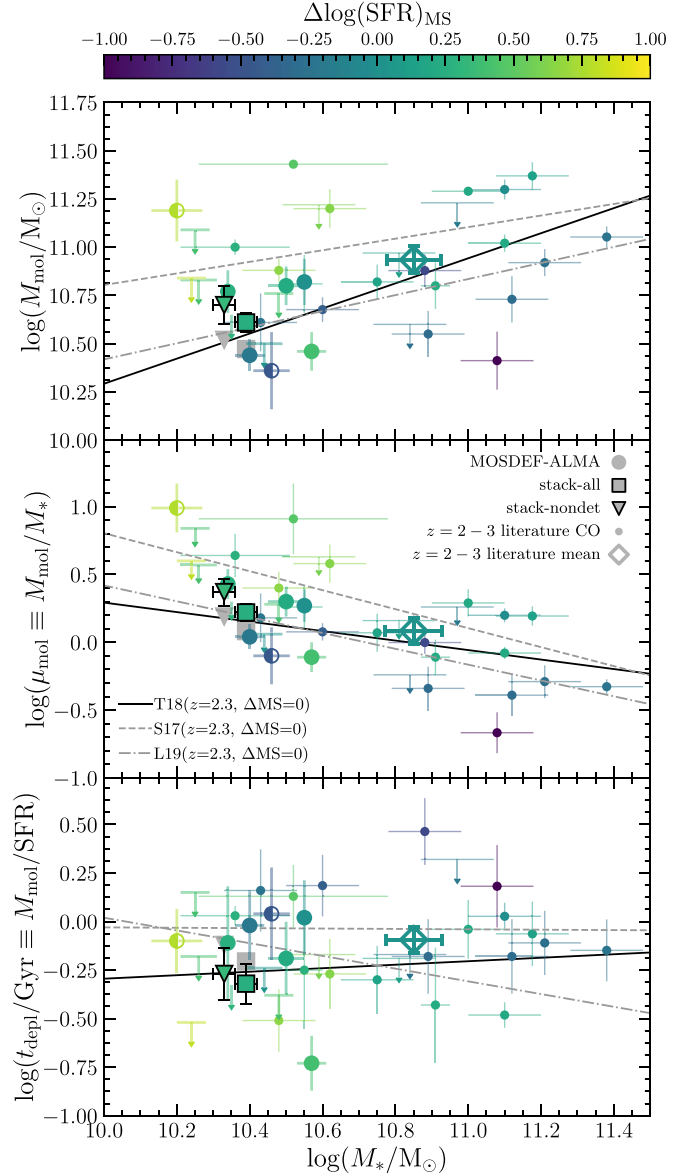 Δlog(SFR)MS
−1.00 −0.75 −0.50 −0.25 0.00 0.25 0.50 0.75 1.00
11.75
11.50
11.25
11.00
10.75
10.50
10.25
10.00
log(Mmol/M⊙)
MOSDEF-ALMA
stack-all
stack-nondet
z = 2 − 3 literature CO
z = 2 − 3 literature mean
1.0
0.5
0.0
−0.5
−1.0
log(μmol ≡ Mmol/M*)
T18(z=2.3, ΔMS=0)
S17(z=2.3, ΔMS=0)
L19(z=2.3, ΔMS=0)
0.50
0.25
0.00
−0.25
−0.50
−0.75
−1.00
log(tdepl/Gyr ≡ Mmol/SFR)
10.0 10.2 10.4 10.6 10.8 11.0 11.2 11.4
log(M*/M⊙)